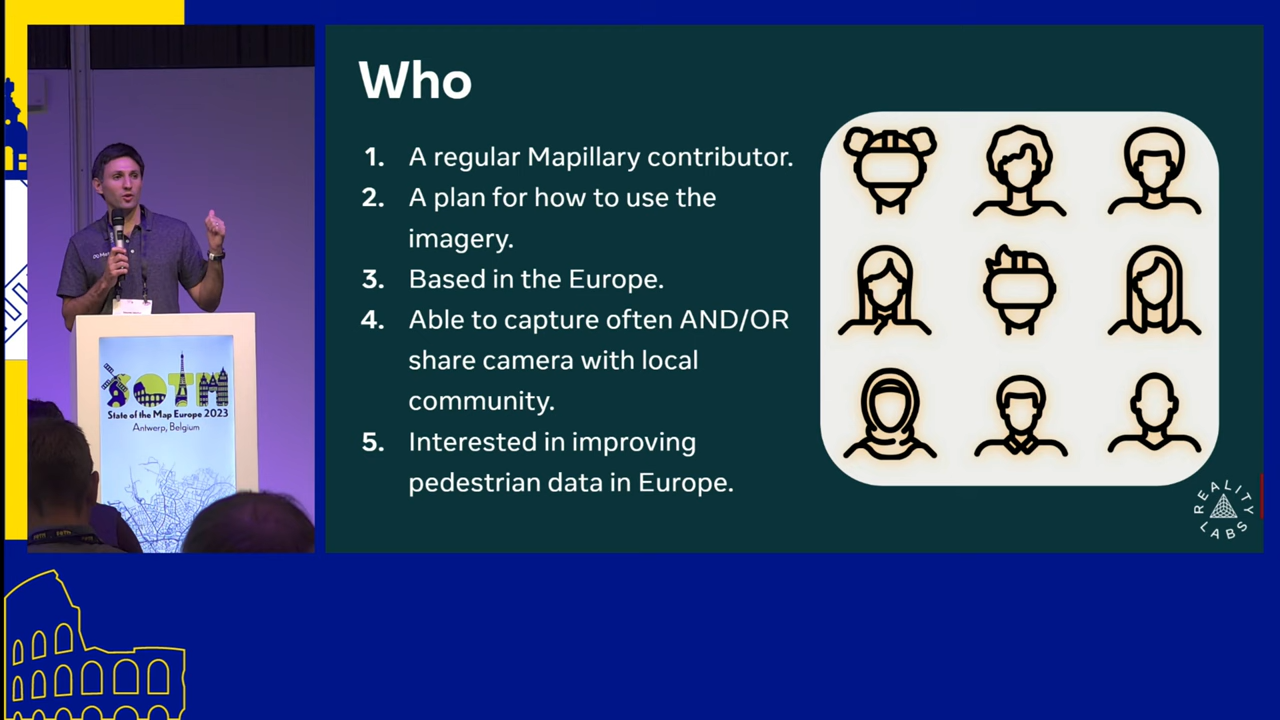 Who
1. A regular Mapillary contributor.
2. A plan for how to use the
imagery.
3. Based in the Europe.
4. Able to capture often AND/OR
share camera with local
community.
5. Interested in improving
pedestrian data in Europe.
REALITY LABS
SOTM
State of the Map Europe 2023
Antwerp, Belgium